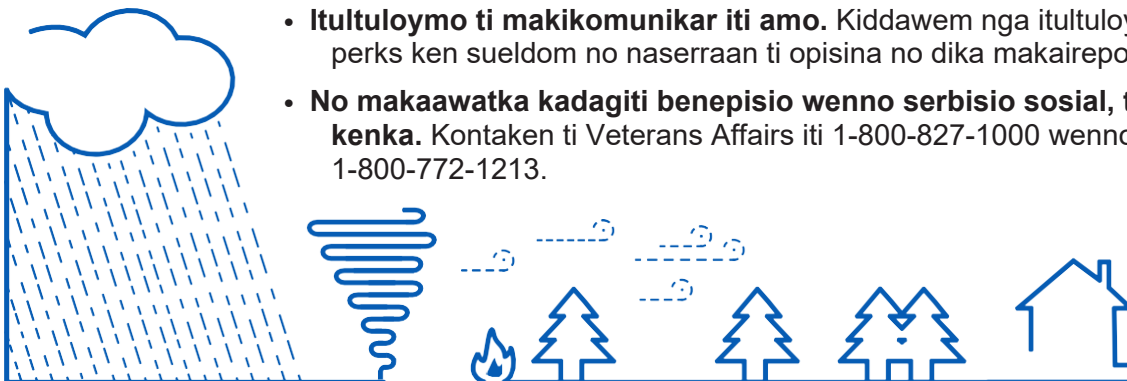 • Itultuloymo ti makikomunikar iti amo. Kiddawem nga itultuloy
perks ken sueldom no naserraan ti opisina no dika makairepo
• No makaawatka kadagiti benepisio wenno serbisio sosial, t
kenka. Kontaken ti Veterans Affairs iti 1-800-827-1000 wenno
1-800-772-1213.